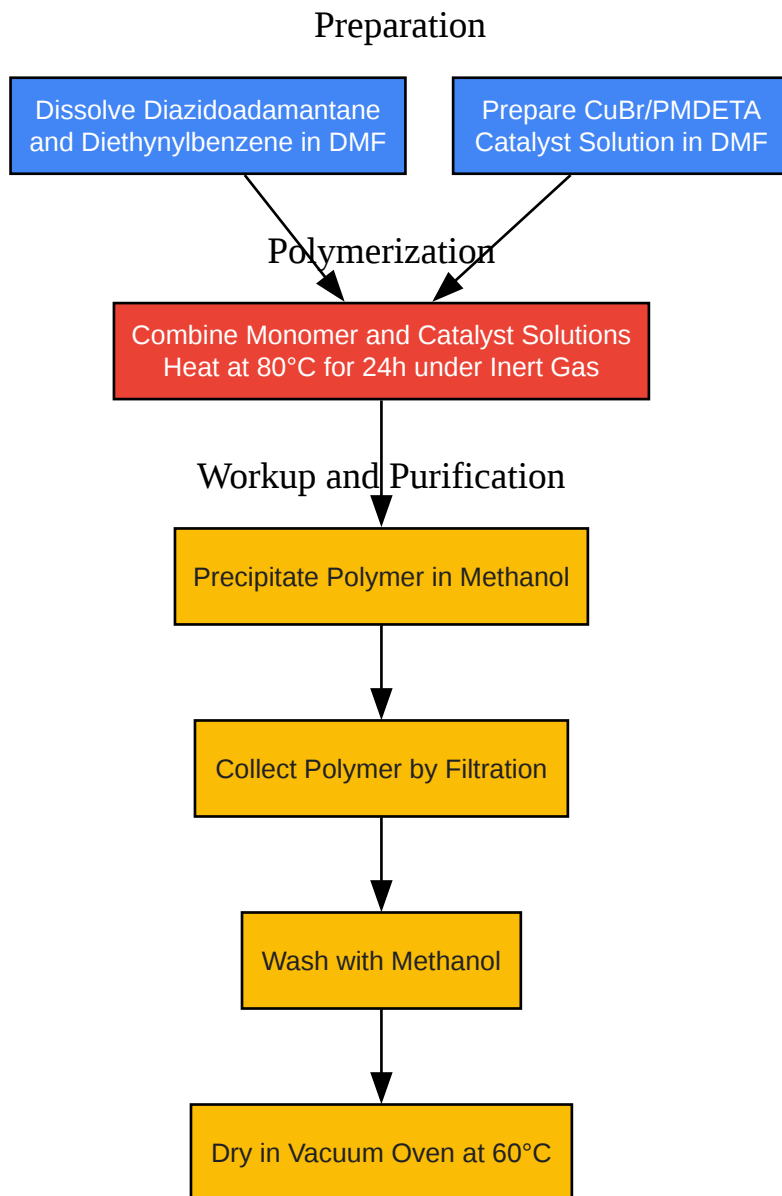 Preparation
Dissolve Diazidoadamantane
and Diethynylbenzene in DMF
Prepare CuBr/PMDETA
Catalyst Solution in DMF
Polymerization
Combine Monomer and Catalyst Solutions
Heat at 80°C for 24h under Inert Gas
Workup and Purification
Precipitate Polymer in Methanol
Collect Polymer by Filtration
Wash with Methanol
Dry in Vacuum Oven at 60°C